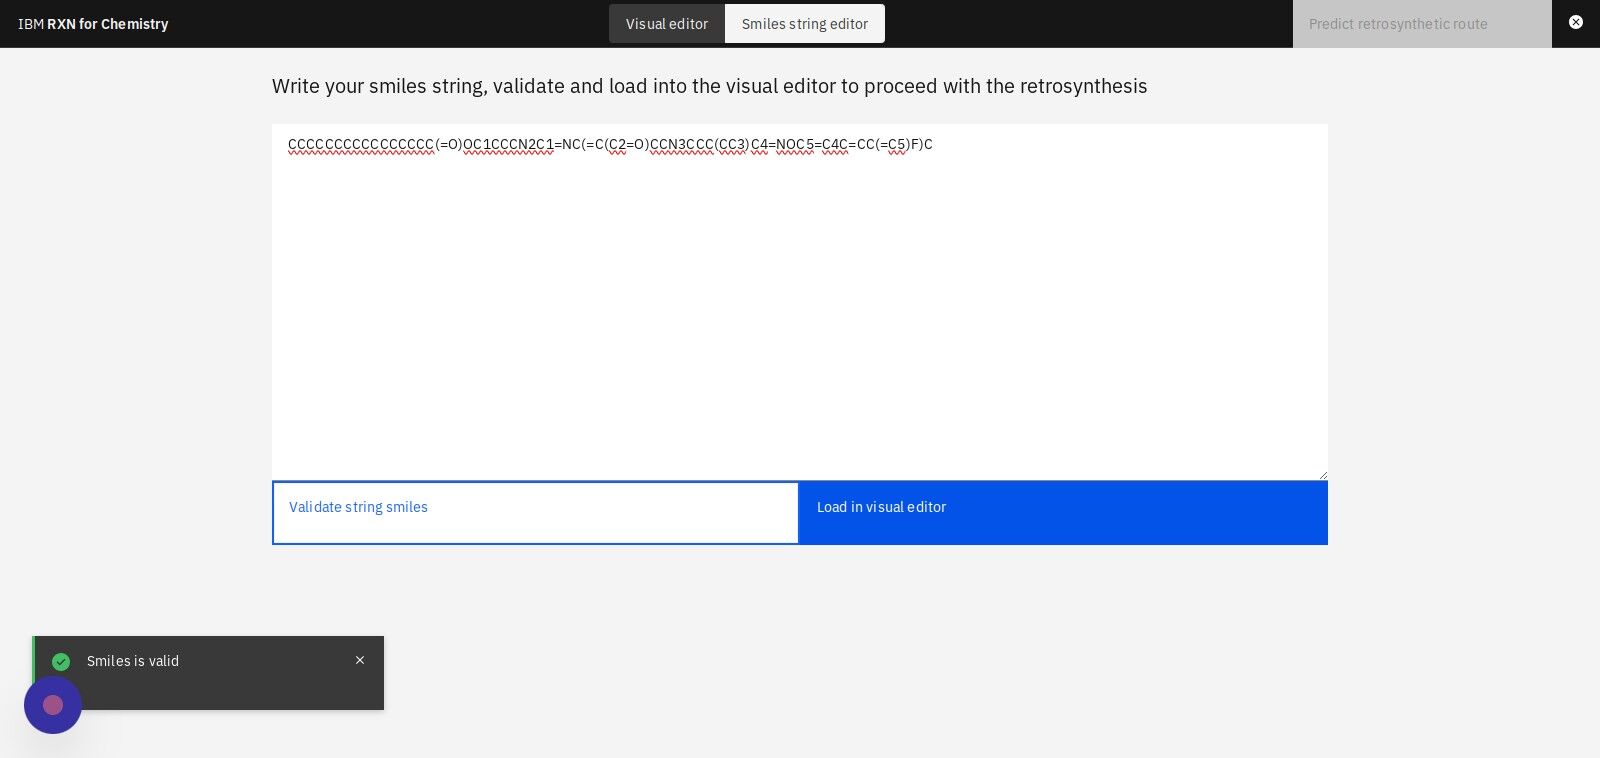 IBM RXN for Chemistry
Visual editor
Smiles string editor
Predict retrosynthetic route
Write your smiles string, validate and load into the visual editor to proceed with the retrosynthesis
CCCCCCCCCCCCCCCC(=O)OC1CCCN2C1=NC(=C(C2=O)CCN3CCC(CC3)C4=NOC5=C4C=CC(=C5)F)C
Validate string smiles
Load in visual editor
Smiles is valid